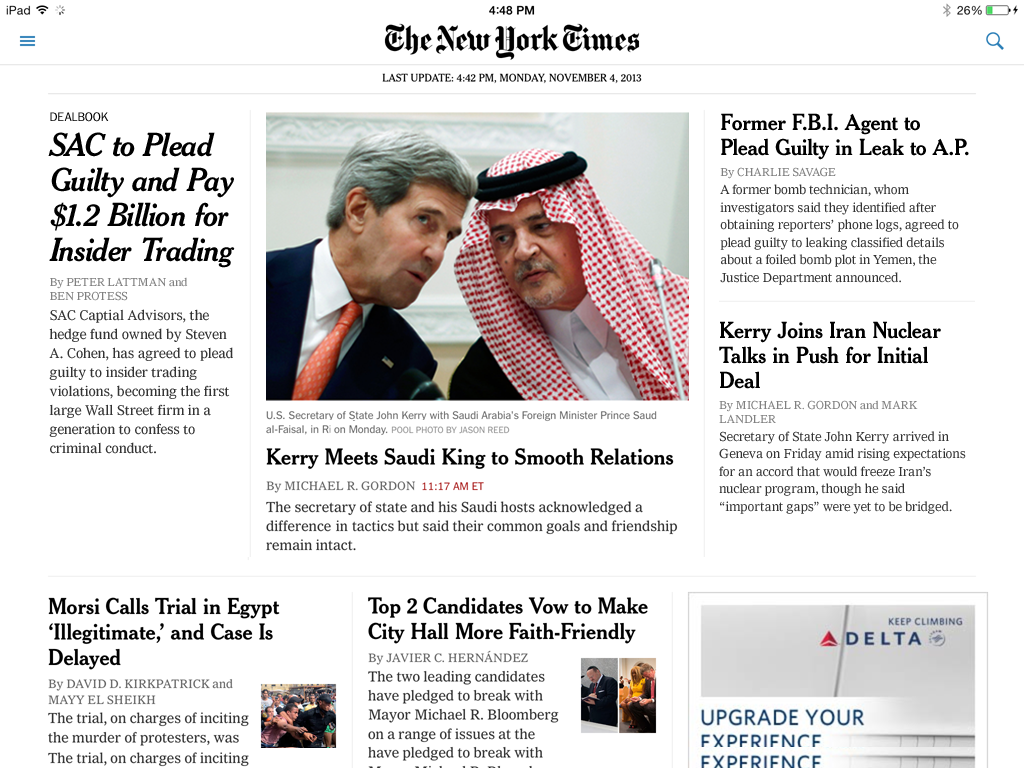 iPad
4:48 PM
26%
The New York Times
LAST UPDATE: 4:42 PM, MONDAY, NOVEMBER 4, 2013
DEALBOOK
SAC to Plead
Guilty and Pay
$1.2 Billion for
Insider Trading
By PETER LATTMAN and
BEN PROTESS
SAC Captial Advisors, the
hedge fund owned by Steven
A. Cohen, has agreed to plead
guilty to insider trading
violations, becoming the first
large Wall Street firm in a
generation to confess to
criminal conduct.
U.S. Secretary of State John Kerry with Saudi Arabia's Foreign Minister Prince Saud
al-Faisal, in Ri on Monday. POOL PHOTO BY JASON REED
Kerry Meets Saudi King to Smooth Relations
By MICHAEL R. GORDON 11:17 AM ET
The secretary of state and his Saudi hosts acknowledged a
difference in tactics but said their common goals and friendship
remain intact.
Former F.B.I. Agent to
Plead Guilty in Leak to A.P.
By CHARLIE SAVAGE
A former bomb technician, whom
investigators said they identified after
obtaining reporters' phone logs, agreed to
plead guilty to leaking classified details
about a foiled bomb plot in Yemen, the
Justice Department announced.
Kerry Joins Iran Nuclear
Talks in Push for Initial
Deal
By MICHAEL R. GORDON and MARK
LANDLER
Secretary of State John Kerry arrived in
Geneva on Friday amid rising expectations
for an accord that would freeze Iran's
nuclear program, though he said
“important gaps” were yet to be bridged.
Morsi Calls Trial in Egypt
‘Illegitimate,’ and Case Is
Delayed
By DAVID D. KIRKPATRICK and
MAYY EL SHEIKH
The trial, on charges of inciting
the murder of protesters, was
The trial, on charges of inciting
Top 2 Candidates Vow to Make
City Hall More Faith-Friendly
By JAVIER C. HERNÁNDEZ
The two leading candidates
have pledged to break with
Mayor Michael R. Bloomberg
on a range of issues at the
have pledged to break with
KEEP CLIMBING
DELTA
UPGRADE YOUR
EXPERIENCE
EXPERIENCE